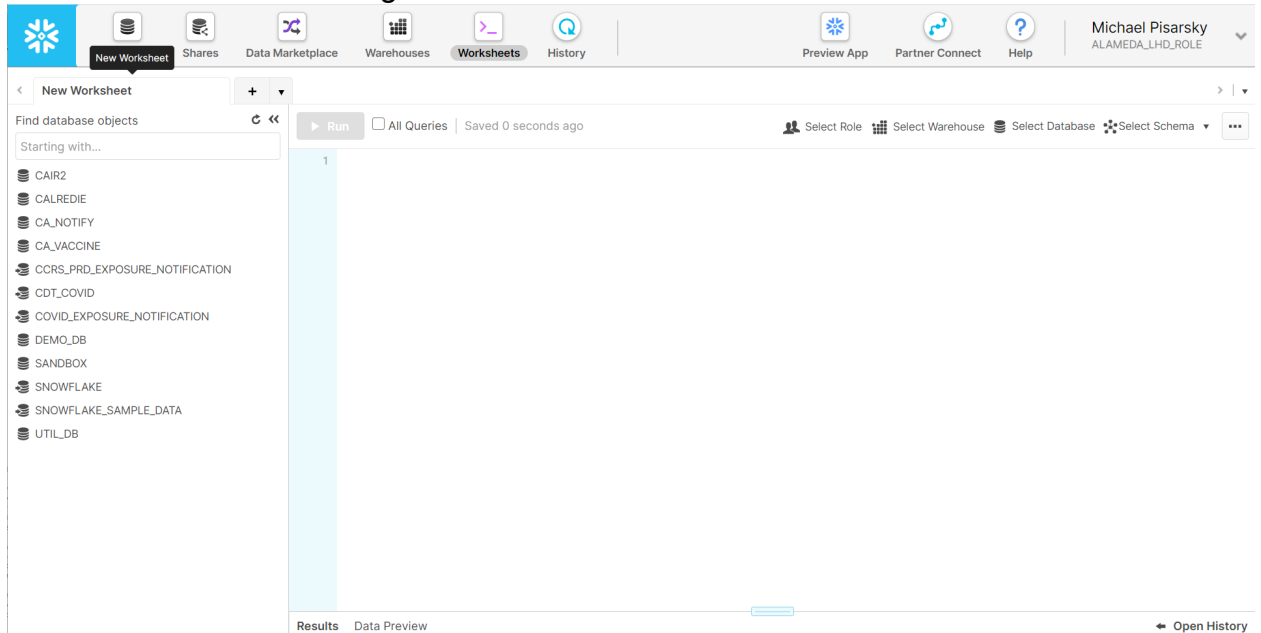 Michael Pisarsky
ALAMEDA_LHD_ROLE
New Worksheet
Shares
Data Marketplace
Warehouses
Worksheets
History
Preview App
Partner Connect
Help
New Worksheet
Find database objects
Run
All Queries
Saved 0 seconds ago
Select Role
Select Warehouse
Select Database
Select Schema
Starting with...
1
CAIR2
CALREDIE
CA_NOTIFY
CA_VACCINE
CCRS_PRD_EXPOSURE_NOTIFICATION
CDT_COVID
COVID_EXPOSURE_NOTIFICATION
DEMO_DB
SANDBOX
SNOWFLAKE
SNOWFLAKE_SAMPLE_DATA
UTIL_DB
Results
Data Preview
Open History